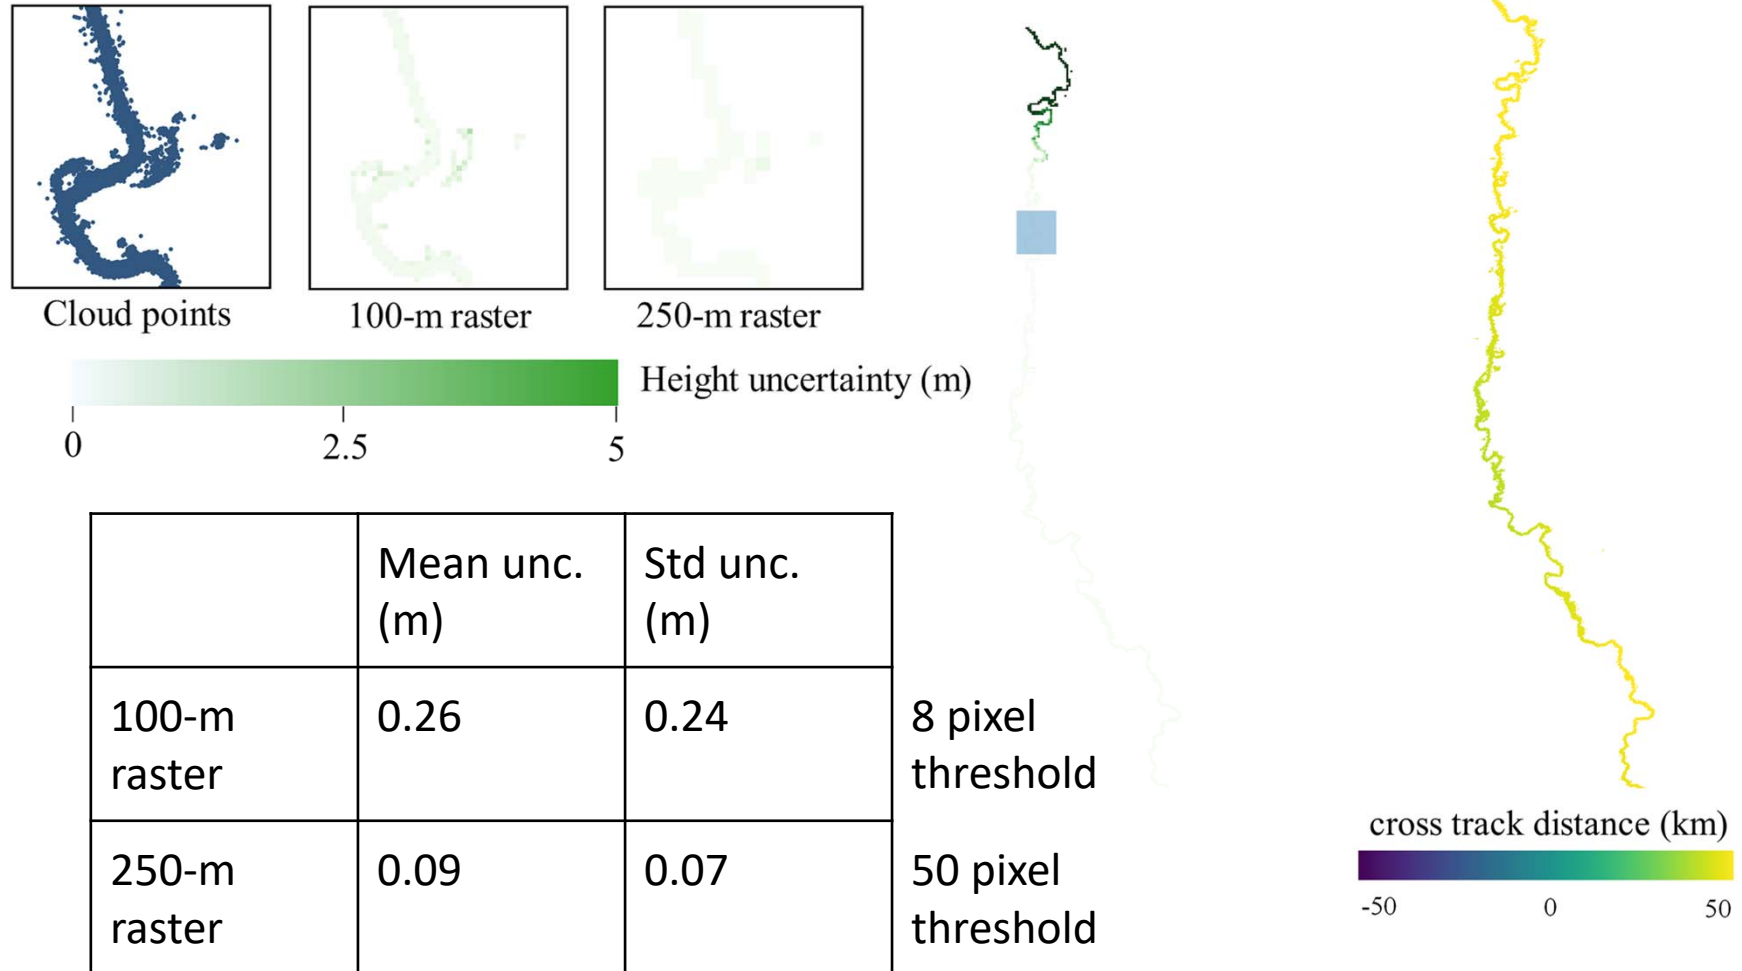 Cloud points
100-m raster
250-m raster
Height uncertainty (m)
0
2.5
5
Mean unc.
(m)
Std unc.
(m)
100-m
raster
0.26
0.24
8 pixel
threshold
250-m
raster
0.09
0.07
50 pixel
threshold
cross track distance (km)
-50
0
50